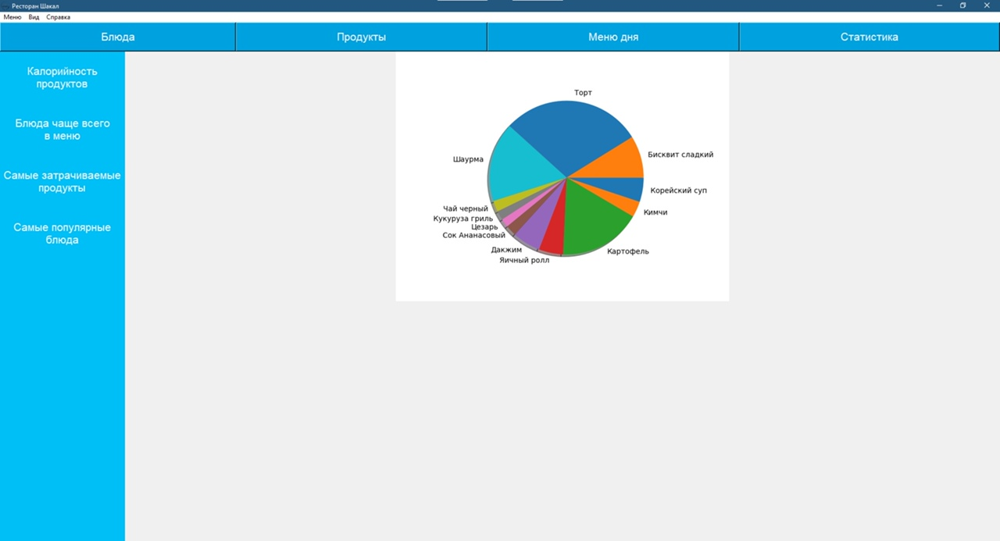 Ресторан Шакал
Меню Вид Справка
Блюда Продукты Меню дня Статистика
Калорийность
продуктов
Блюда чаще всего
в меню
Самые затрачиваемые
продукты
Самые популярные
блюда
Торт
Бисквит сладкий
Шаурма
Корейский суп
Чай черный
Кимчи
Кукуруза гриль
Цезарь
Сок Ананасовый
Дакжим
Картофель
Яичный ролл